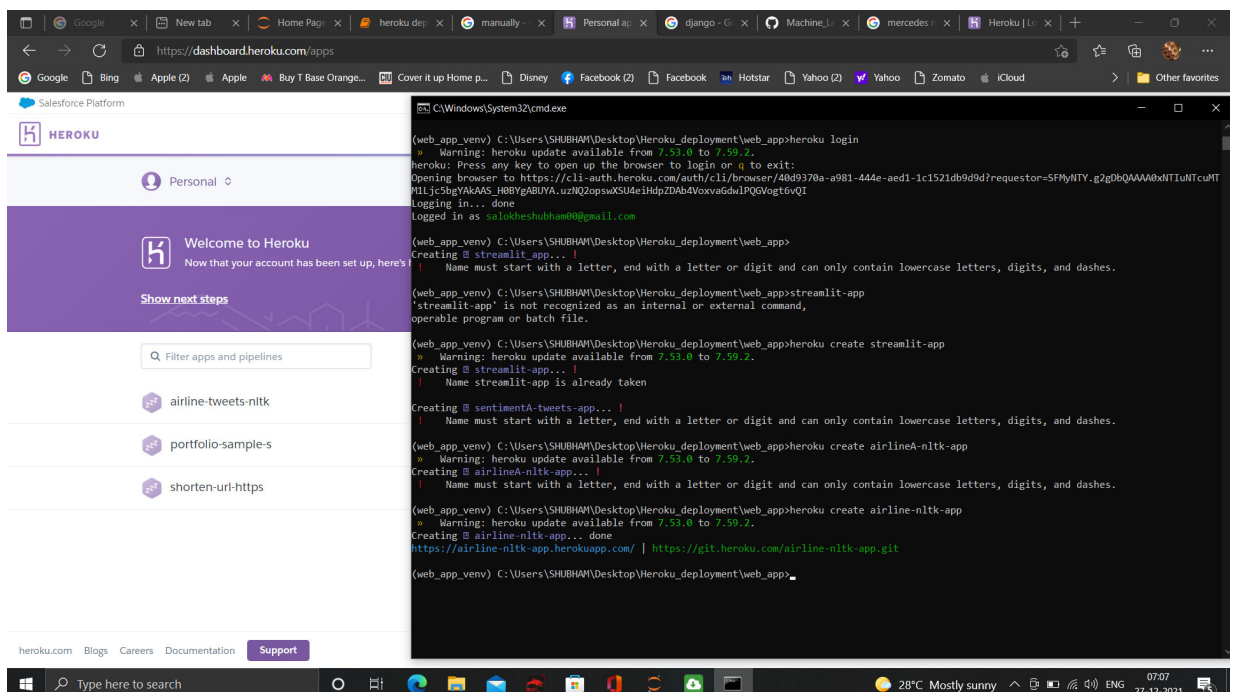 Google
New tab
Home Page
heroku dep
manually -
Personal ap
django - G
Machine_Le
mercedes
Heroku | Lo
https://dashboard.heroku.com/apps
Google Bing Apple (2) Apple Buy T Base Orange... Cover it up Home p... Disney Facebook (2) Facebook Hotstar Yahoo (2) Yahoo Zomato iCloud Other favorites
Salesforce Platform
HEROKU
Personal
Welcome to Heroku
Now that your account has been set up, here's
Show next steps
Filter apps and pipelines
airline-tweets-nltk
portfolio-sample-s
shorten-url-https
heroku.com Blogs Careers Documentation Support
C:\Windows\System32\cmd.exe
(web_app_venv) C:\Users\SHUBHAM\Desktop\Heroku_deployment\web_app>heroku login
» Warning: heroku update available from 7.53.0 to 7.59.2.
heroku: Press any key to open up the browser to login or q to exit:
Opening browser to https://cli-auth.heroku.com/auth/cli/browser/40d9370a-a981-444e-aed1-1c1521db9d9d?requestor=SFMyNTY.g2gDbQAAAA0xNTIuNTcuMT
M1Ljc5bgYAkAAS_H0BYgABUYA.uzNQ2opswXSU4eiHdpZDAb4VoxvaGdwlPQGVogt6vQI
Logging in... done
Logged in as salokheshubham00@gmail.com
(web_app_venv) C:\Users\SHUBHAM\Desktop\Heroku_deployment\web_app>
Creating streamlit_app... !
! Name must start with a letter, end with a letter or digit and can only contain lowercase letters, digits, and dashes.
(web_app_venv) C:\Users\SHUBHAM\Desktop\Heroku_deployment\web_app>streamlit-app
'streamlit-app' is not recognized as an internal or external command,
operable program or batch file.
(web_app_venv) C:\Users\SHUBHAM\Desktop\Heroku_deployment\web_app>heroku create streamlit-app
» Warning: heroku update available from 7.53.0 to 7.59.2.
Creating streamlit-app... !
! Name streamlit-app is already taken
Creating sentimentA-tweets-app... !
! Name must start with a letter, end with a letter or digit and can only contain lowercase letters, digits, and dashes.
(web_app_venv) C:\Users\SHUBHAM\Desktop\Heroku_deployment\web_app>heroku create airlineA-nltk-app
» Warning: heroku update available from 7.53.0 to 7.59.2.
Creating airlineA-nltk-app... !
! Name must start with a letter, end with a letter or digit and can only contain lowercase letters, digits, and dashes.
(web_app_venv) C:\Users\SHUBHAM\Desktop\Heroku_deployment\web_app>heroku create airline-nltk-app
» Warning: heroku update available from 7.53.0 to 7.59.2.
Creating airline-nltk-app... done
https://airline-nltk-app.herokuapp.com/ | https://git.heroku.com/airline-nltk-app.git
(web_app_venv) C:\Users\SHUBHAM\Desktop\Heroku_deployment\web_app>
Type here to search
28°C Mostly sunny
ENG
07:07
27-12-2021